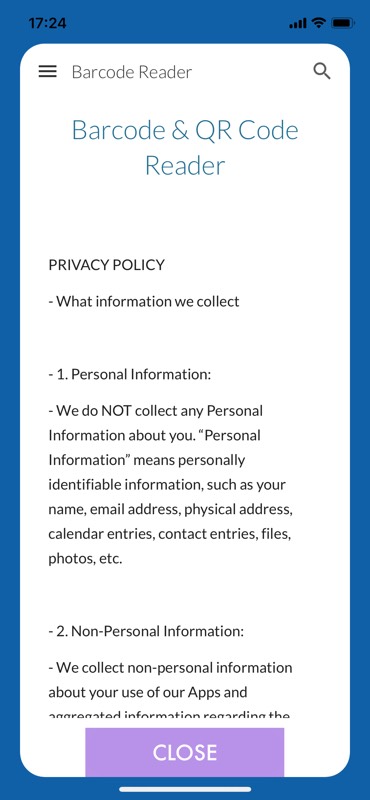 17:24
Barcode Reader
Barcode & QR Code
Reader
PRIVACY POLICY
- What information we collect
- 1. Personal Information:
- We do NOT collect any Personal
Information about you. “Personal
Information” means personally
identifiable information, such as your
name, email address, physical address,
calendar entries, contact entries, files,
photos, etc.
- 2. Non-Personal Information:
- We collect non-personal information
about your use of our Apps and
aggregated information regarding the
CLOSE